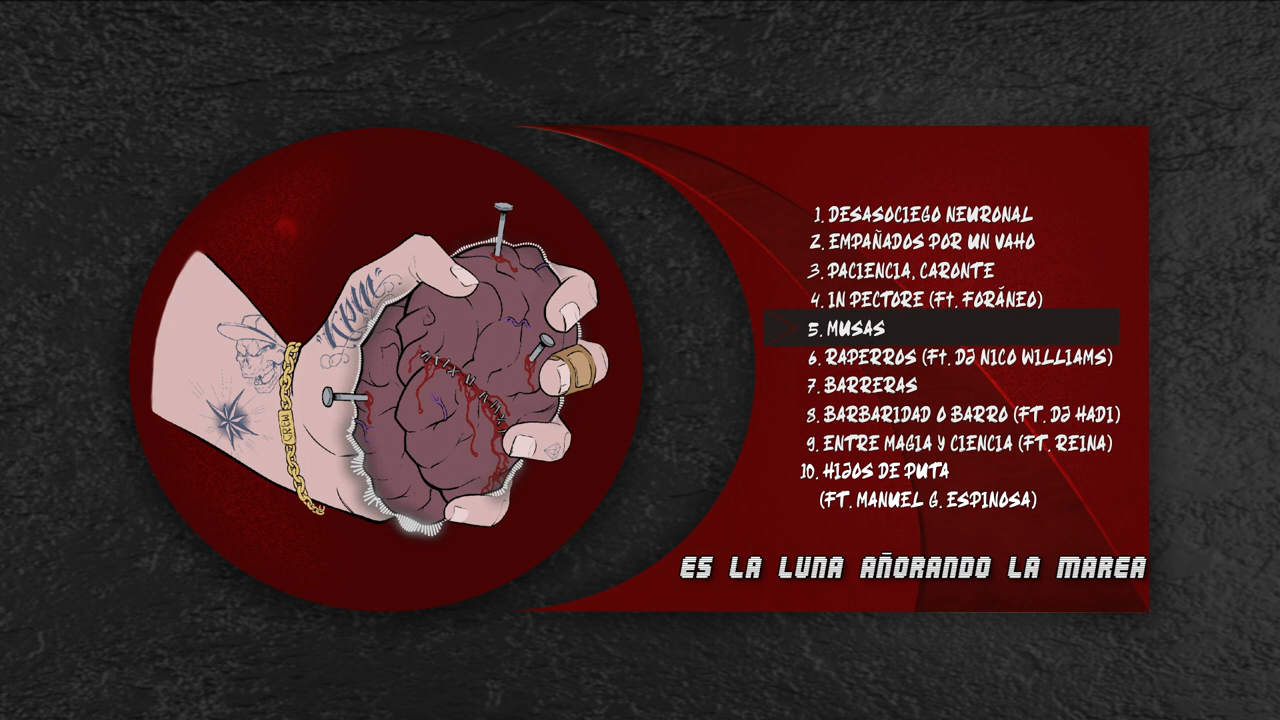 1. DESASOCIEGO NEURONAL
2. EMPAÑADOS POR UN VAHO
3. PACIENCIA, CARONTE
4. IN PECTORE (Ft. FORÁNEO)
5. MUSAS
6. RAPERROS (Ft. DJ NICO WILLIAMS)
7. BARRERAS
8. BARBARIDAD O BARRO (FT. DJ HADI)
9. ENTRE MAGIA Y CIENCIA (FT. REINA)
10. HIJOS DE PUTA
(FT. MANUEL G. ESPINOSA)
ES LA LUNA AÑORANDO LA MAREA
"Kpm"